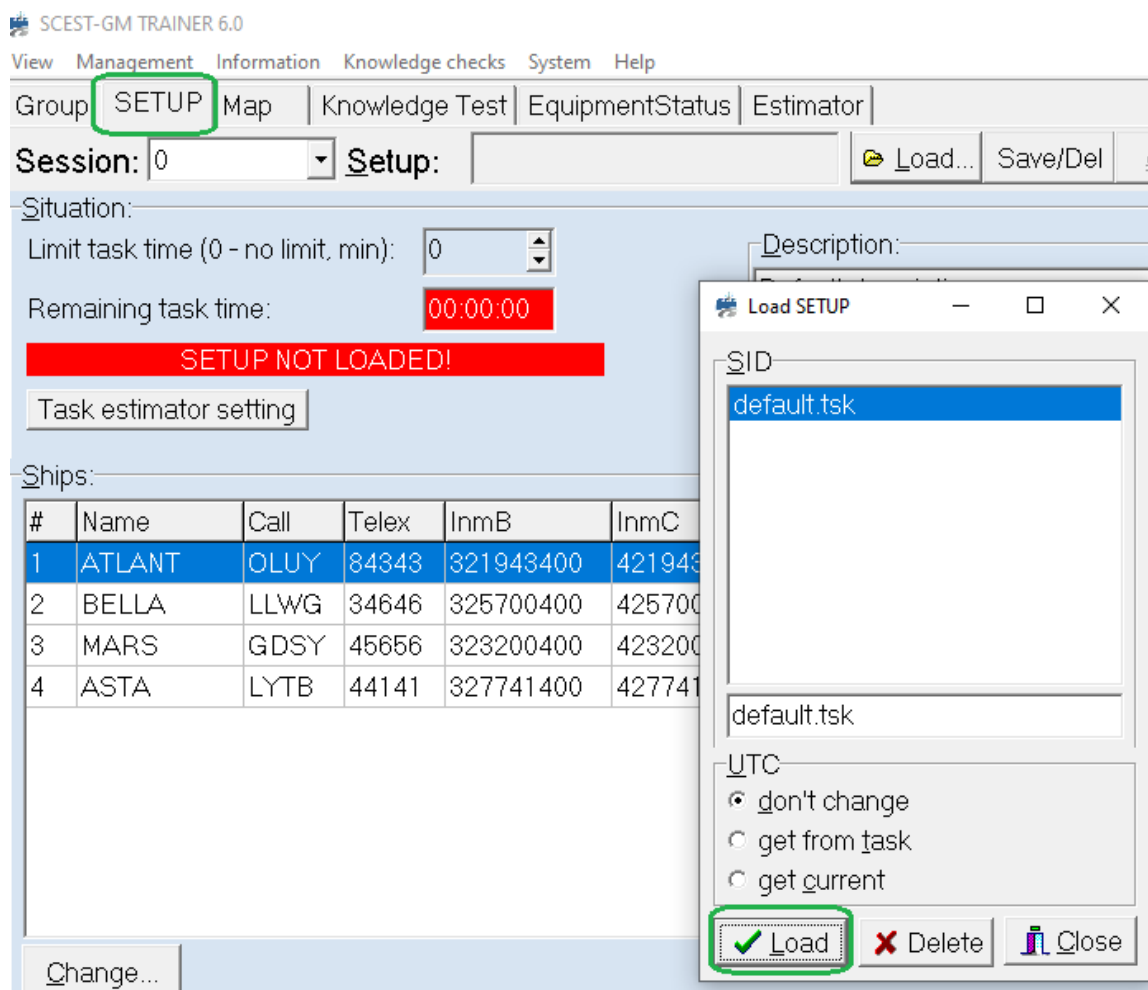 SCEST-GM TRAINER 6.0
View Management Information Knowledge checks System Help
Group SETUP Map Knowledge Test EquipmentStatus Estimator
Session: 0 Setup: Load... Save/Del
Situation:
Limit task time (0 - no limit, min): 0
Description:
Remaining task time: 00:00:00
SETUP NOT LOADED!
Task estimator setting
Ships:
# Name Call Telex InmB InmC
1 ATLANT OLUY 84343 321943400 421943
2 BELLA LLWG 34646 325700400 425700
3 MARS GDSY 45656 323200400 423200
4 ASTA LYTB 44141 327741400 427741
Change...
Load SETUP
SID
default.tsk
default.tsk
UTC
don't change
get from task
get current
Load Delete Close